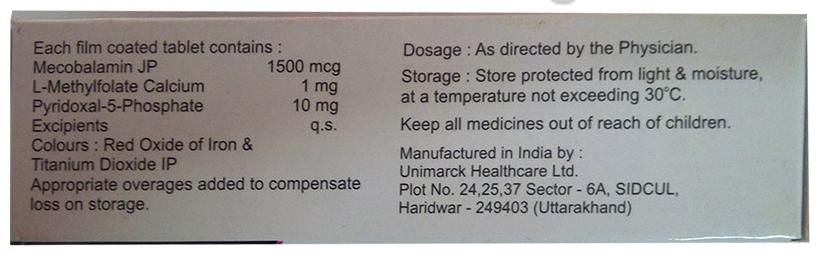 Each film coated tablet contains :
Mecobalamin JP 1500 mcg
L-Methylfolate Calcium 1 mg
Pyridoxal-5-Phosphate 10 mg
Excipients q.s.
Colours : Red Oxide of Iron &
Titanium Dioxide IP
Appropriate overages added to compensate
loss on storage.
Dosage : As directed by the Physician.
Storage : Store protected from light & moisture,
at a temperature not exceeding 30°C.
Keep all medicines out of reach of children.
Manufactured in India by :
Unimarck Healthcare Ltd.
Plot No. 24,25,37 Sector - 6A, SIDCUL,
Haridwar - 249403 (Uttarakhand)